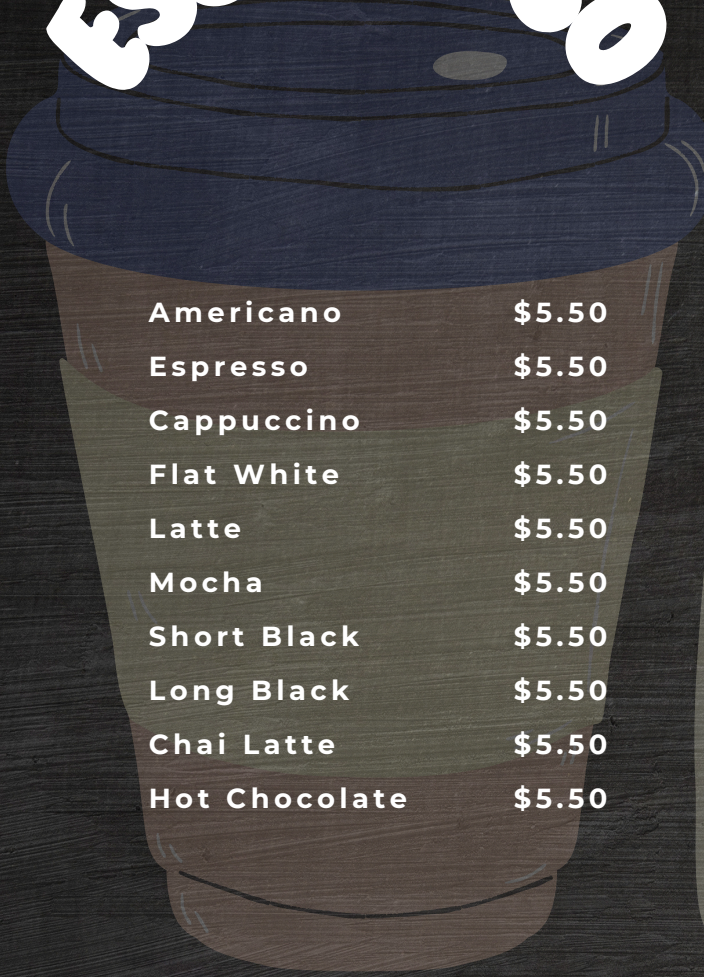 Americano $5.50
Espresso $5.50
Cappuccino $5.50
Flat White $5.50
Latte $5.50
Mocha $5.50
Short Black $5.50
Long Black $5.50
Chai Latte $5.50
Hot Chocolate $5.50